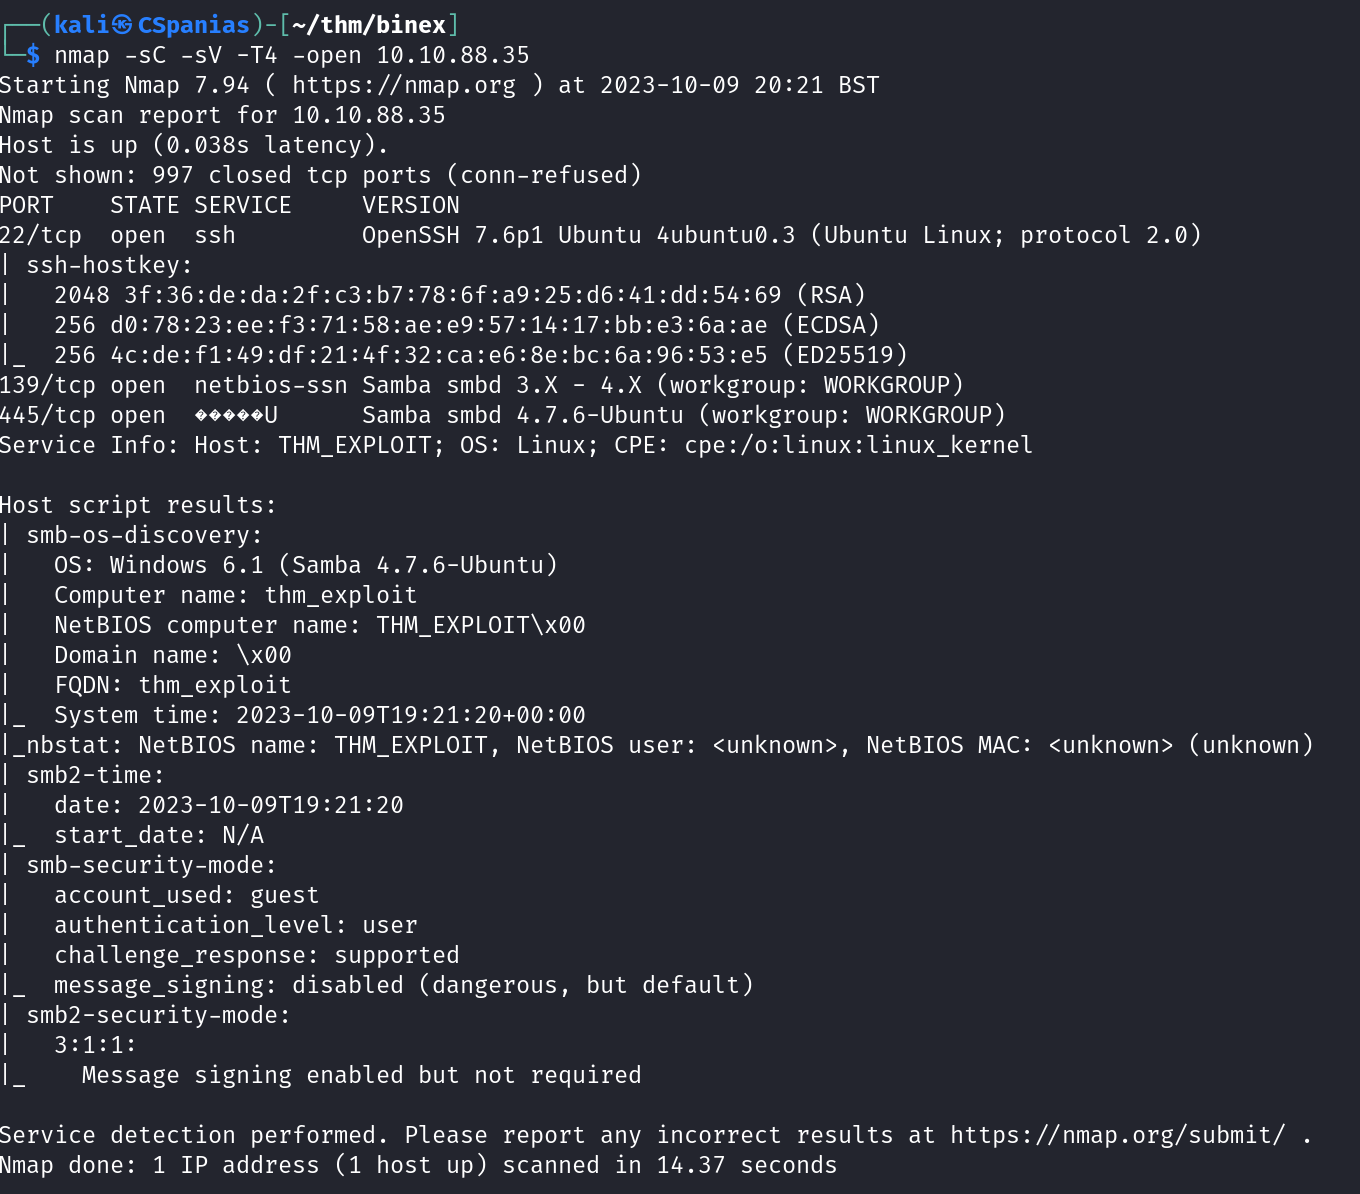 ┌──(kali㉿CSpanias)-[~/thm/binex]
└─$ nmap -sC -sV -T4 -open 10.10.88.35
Starting Nmap 7.94 ( https://nmap.org ) at 2023-10-09 20:21 BST
Nmap scan report for 10.10.88.35
Host is up (0.038s latency).
Not shown: 997 closed tcp ports (conn-refused)
PORT    STATE SERVICE     VERSION
22/tcp  open  ssh         OpenSSH 7.6p1 Ubuntu 4ubuntu0.3 (Ubuntu Linux; protocol 2.0)
| ssh-hostkey:
|   2048 3f:36:de:da:2f:c3:b7:78:6f:a9:25:d6:41:dd:54:69 (RSA)
|   256 d0:78:23:ee:f3:71:58:ae:e9:57:14:17:bb:e3:6a:ae (ECDSA)
|_  256 4c:de:f1:49:df:21:4f:32:ca:e6:8e:bc:6a:96:53:e5 (ED25519)
139/tcp open  netbios-ssn Samba smbd 3.X - 4.X (workgroup: WORKGROUP)
445/tcp open  �����U      Samba smbd 4.7.6-Ubuntu (workgroup: WORKGROUP)
Service Info: Host: THM_EXPLOIT; OS: Linux; CPE: cpe:/o:linux:linux_kernel

Host script results:
| smb-os-discovery:
|   OS: Windows 6.1 (Samba 4.7.6-Ubuntu)
|   Computer name: thm_exploit
|   NetBIOS computer name: THM_EXPLOIT\x00
|   Domain name: \x00
|   FQDN: thm_exploit
|_  System time: 2023-10-09T19:21:20+00:00
|_nbstat: NetBIOS name: THM_EXPLOIT, NetBIOS user: <unknown>, NetBIOS MAC: <unknown> (unknown)
| smb2-time:
|   date: 2023-10-09T19:21:20
|_  start_date: N/A
| smb-security-mode:
|   account_used: guest
|   authentication_level: user
|   challenge_response: supported
|_  message_signing: disabled (dangerous, but default)
| smb2-security-mode:
|   3:1:1:
|_    Message signing enabled but not required

Service detection performed. Please report any incorrect results at https://nmap.org/submit/ .
Nmap done: 1 IP address (1 host up) scanned in 14.37 seconds